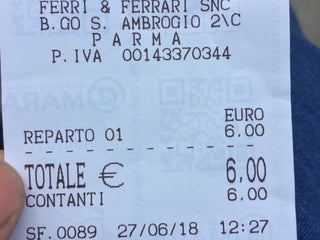 FERRI & FERRARI SNC
B.GO S. AMBROGIO 2\C
PARMA
P.IVA 00143370344
EURO
REPARTO 01 6,00
TOTALE € 6,00
CONTANTI 6,00
SF.0089 27/06/18 12:27